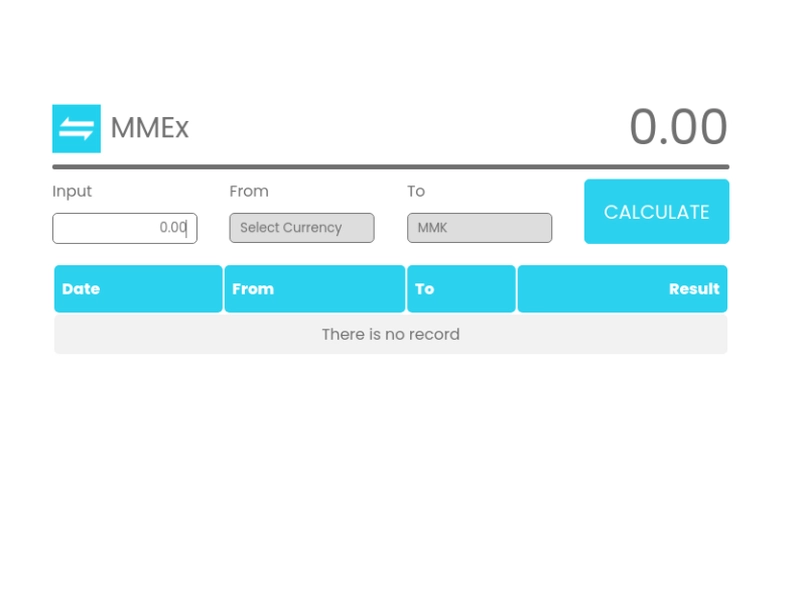 MMEx
0.00
Input
From
To
CALCULATE
0.00
Select Currency
MMK
Date
From
To
Result
There is no record